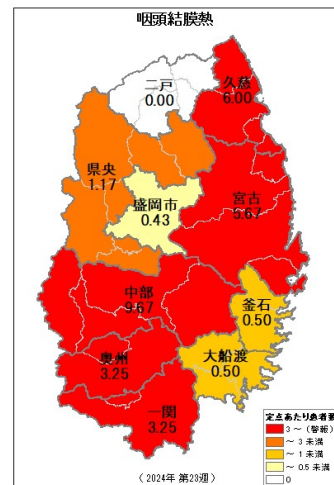 咽頭結膜熱
二戸
0.00
久慈
6.00
県央
1.17
盛岡市
0.43
宮古
5.67
中部
9.67
釜石
0.50
奥州
3.25
大船渡
0.50
一関
3.25
定点あたり患者数
3～（警報）
～ 3 未満
～ 1 未満
～ 0.5 未満
0
（2024年 第23週）